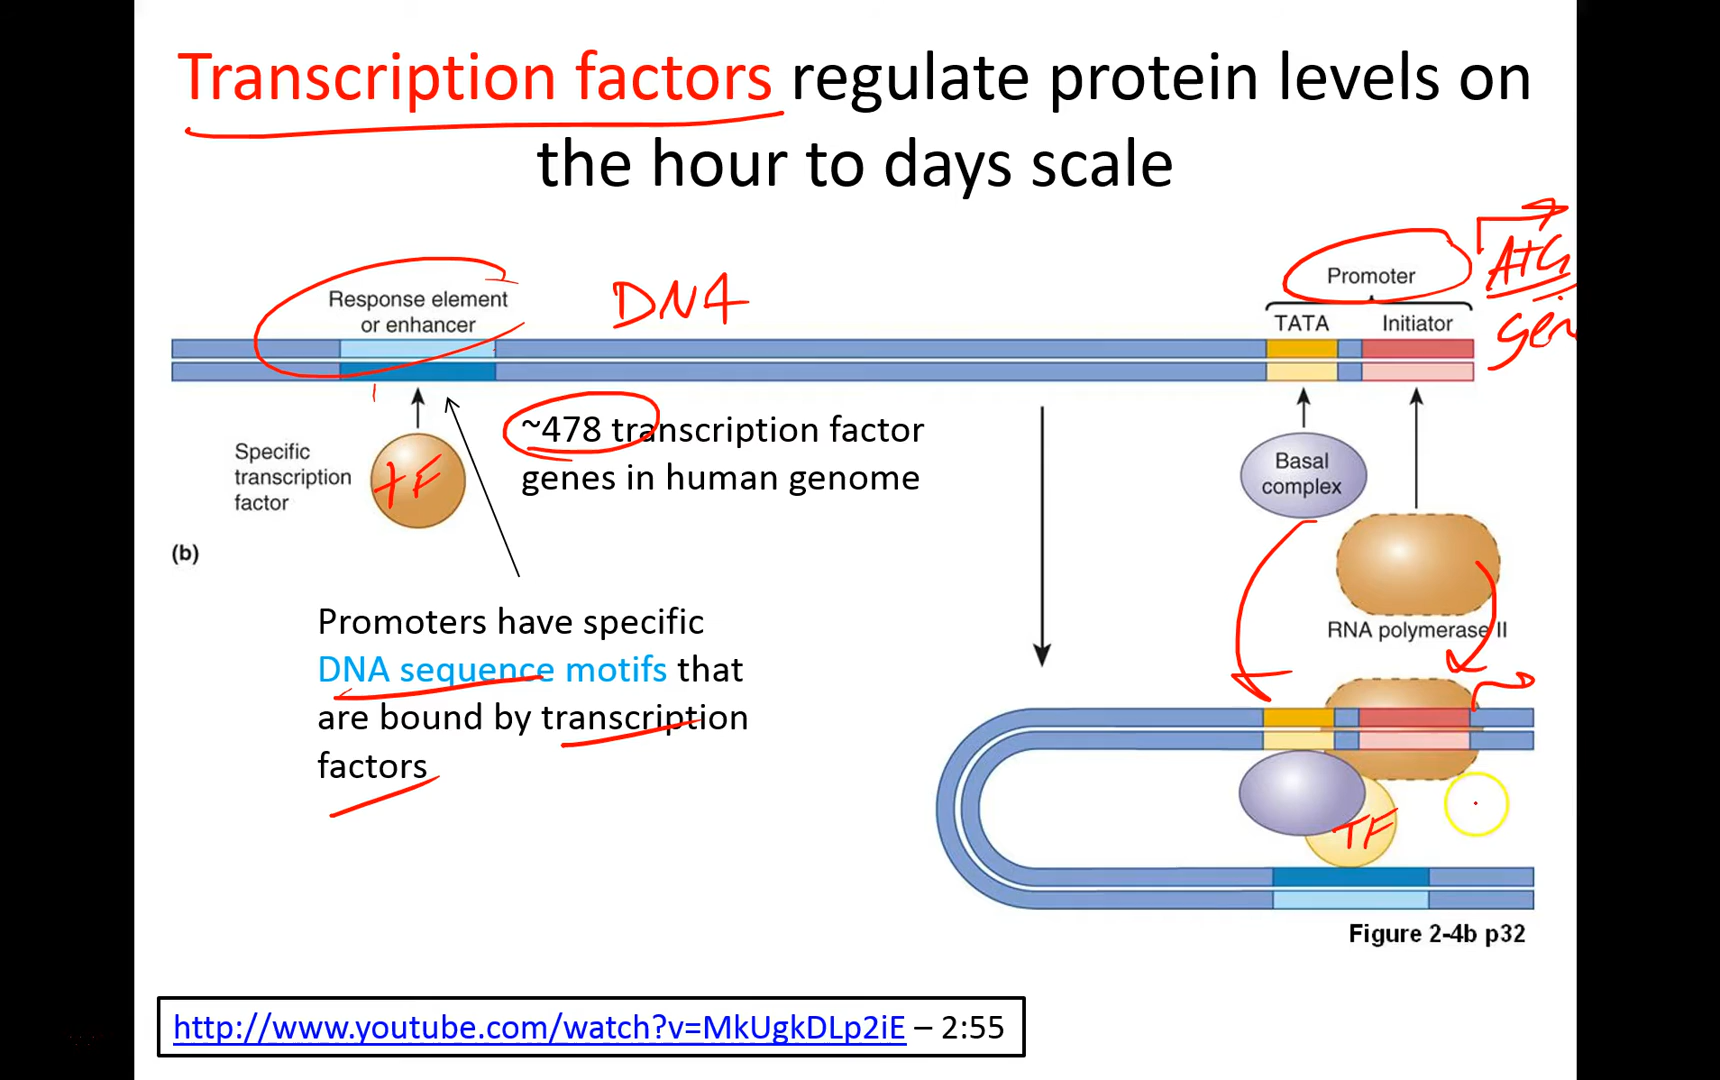 Transcription factors regulate protein levels on
the hour to days scale
Response element
or enhancer
DNA
Promoter
TATA
Initiator
ATG
gen
Specific
transcription
factor
TF
~478 transcription factor
genes in human genome
Basal
complex
RNA polymerase II
(b)
Promoters have specific
DNA sequence motifs that
are bound by transcription
factors
TF
Figure 2-4b p32
http://www.youtube.com/watch?v=MkUgkDLp2iE – 2:55